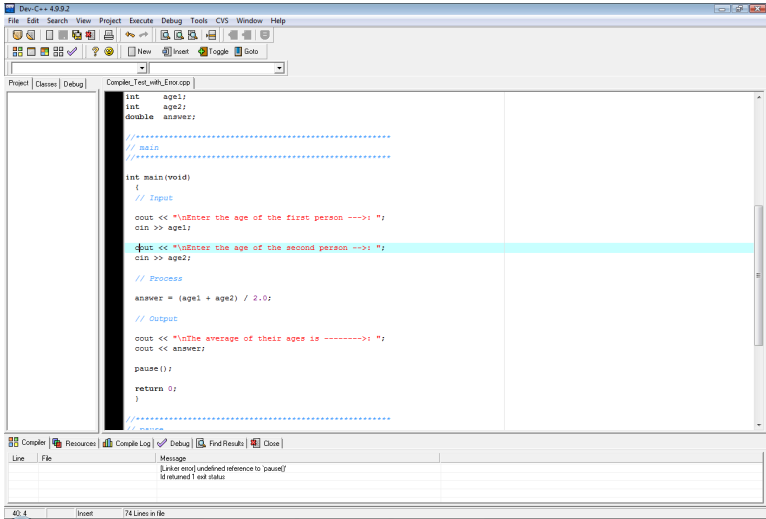 Dev-C++ 4.9.9.2
File Edit Search View Project Execute Debug Tools CVS Window Help
New Insert Toggle Goto
Project Classes Debug Compiler_Test_with_Error.cpp
int age1;
int age2;
double answer;
//******************************************************
// main
//******************************************************
int main(void)
{
// Input
cout << "\nEnter the age of the first person --->: ";
cin >> age1;
cout << "\nEnter the age of the second person -->: ";
cin >> age2;
// Process
answer = (age1 + age2) / 2.0;
// Output
cout << "\nThe average of their ages is -------->: ";
cout << answer;
pause();
return 0;
}
//******************************************************
// pause
Compiler Resources Compile Log Debug Find Results Close
Line File Message
[Linker error] undefined reference to 'pause()'
ld returned 1 exit status
40: 4 Insert 74 Lines in file